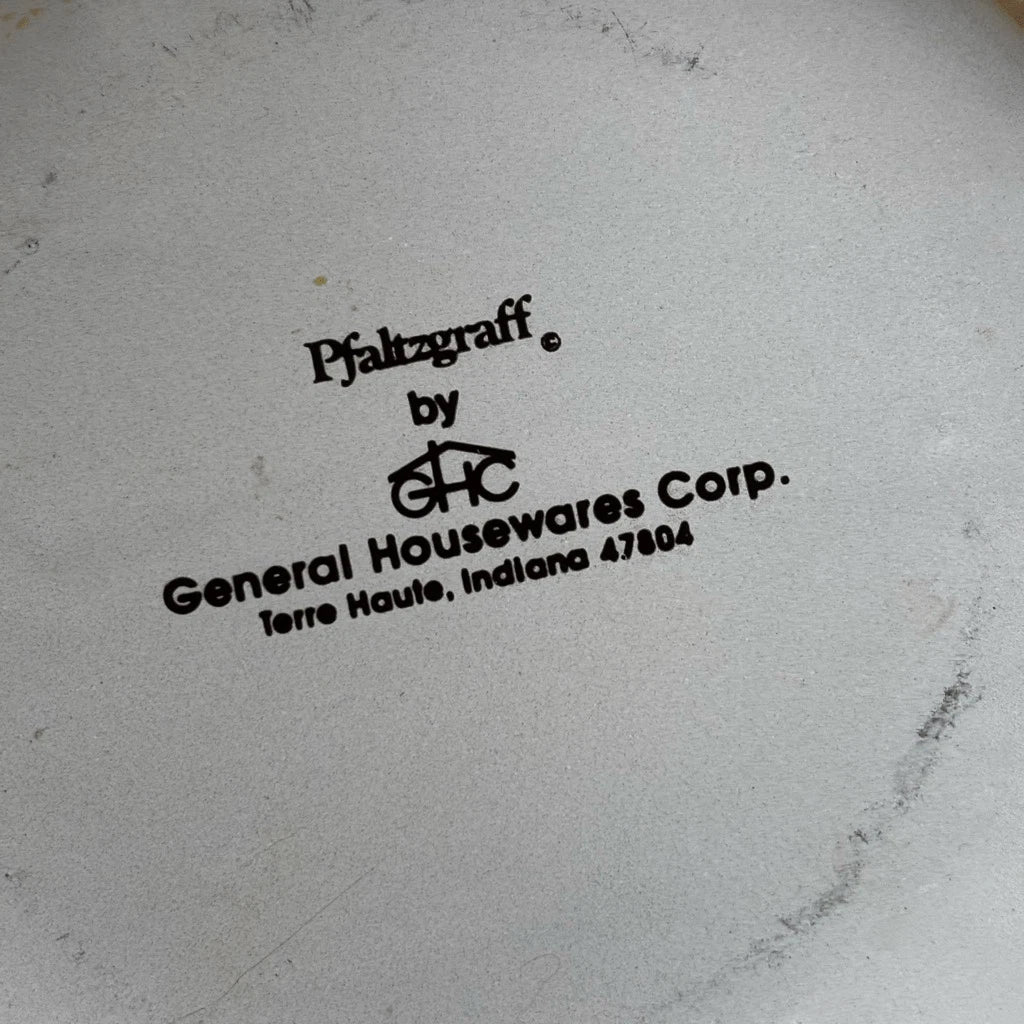 Pfaltzgraff ©
by
GHC
General Housewares Corp.
Terre Haute, Indiana 47804